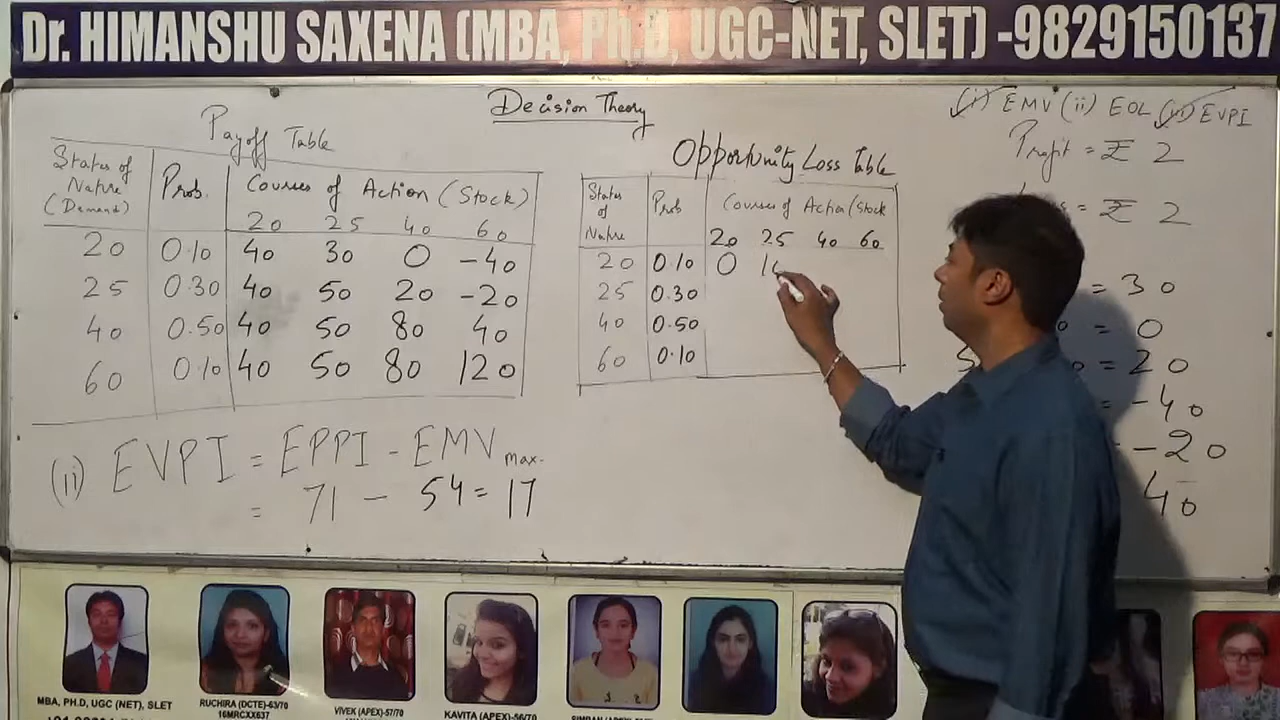 Dr. HIMANSHU SAXENA (MBA, Ph.D, UGC-NET, SLET) -9829150137
Decision Theory
(i) EMV (ii) EOL (iii) EVPI
Profit = ₹ 2
= ₹ 2
= 30
= 0
= 20
= -40
= -20
40
Payoff Table
States of Nature (Demand) Prob. Courses of Action (Stock)
20 25 40 60
20 0.10 40 30 0 -40
25 0.30 40 50 20 -20
40 0.50 40 50 80 40
60 0.10 40 50 80 120
Opportunity Loss Table
States of Nature Prob Courses of Action (Stock
20 25 40 60
20 0.10 0 10
25 0.30
40 0.50
60 0.10
(ii) EVPI = EPPI - EMV max.
= 71 - 54 = 17
MBA, PH.D, UGC (NET), SLET
RUCHIRA (DCTE)-63/70
16MRCXX637
VIVEK (APEX)-57/70
KAVITA (APEX)-56/70